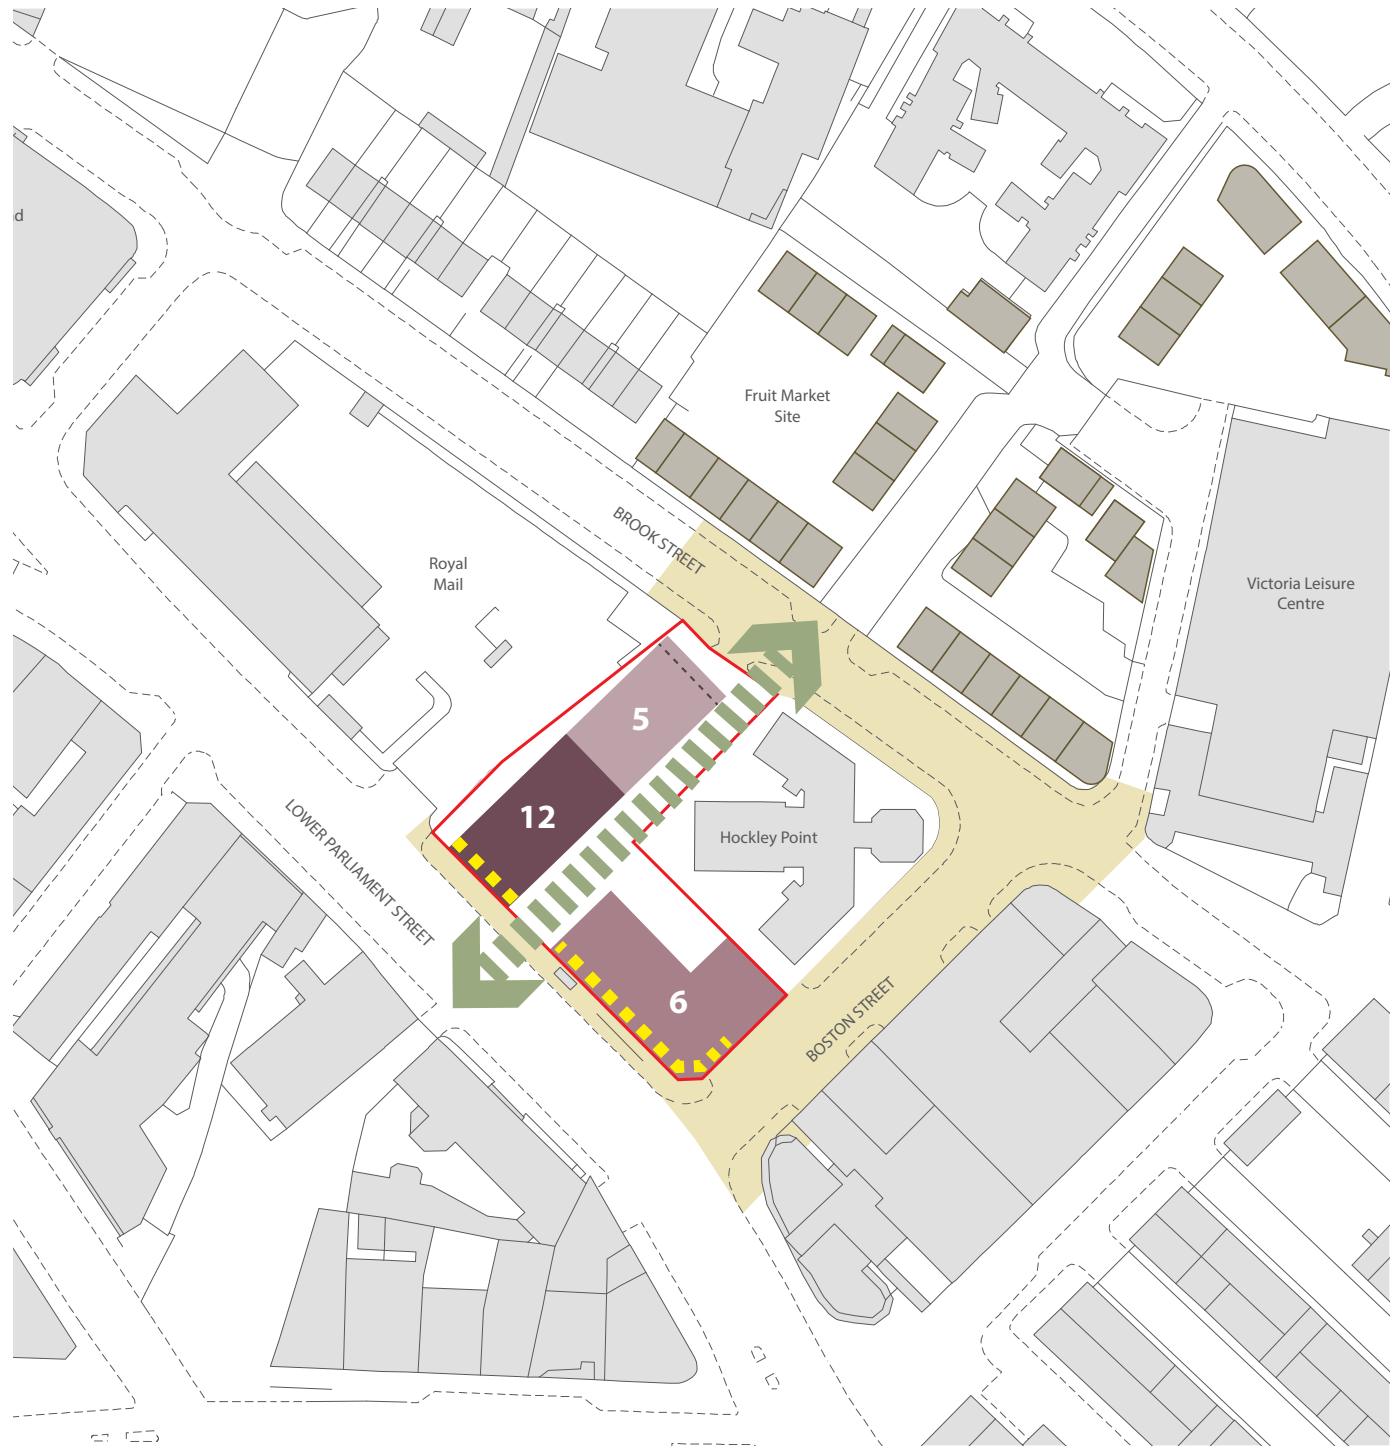 d
Fruit Market
Site
BROOK STREET
Royal
Mail
Victoria Leisure
Centre
5
12
Hockley Point
LOWER PARLIAMENT STREET
6
BOSTON STREET